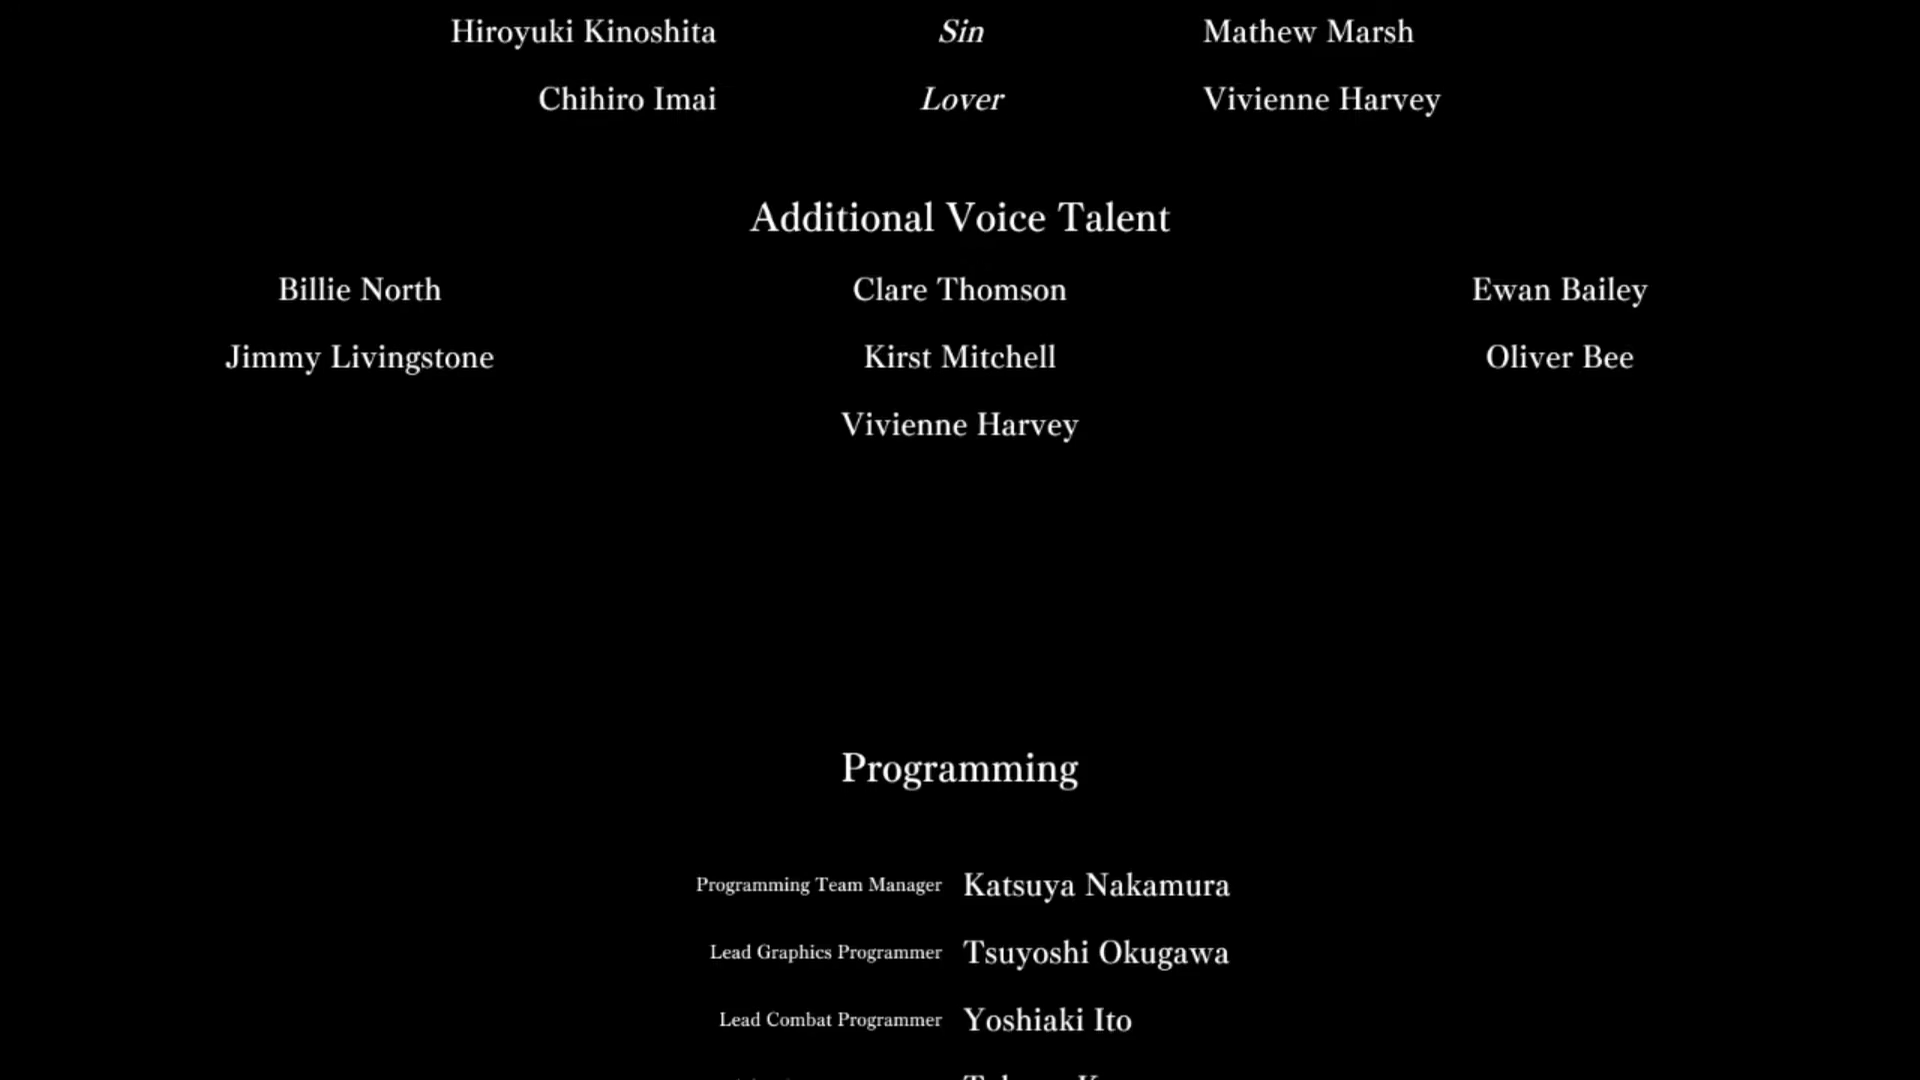 Hiroyuki Kinoshita Sin Mathew Marsh
Chihiro Imai Lover Vivienne Harvey
Additional Voice Talent
Billie North Clare Thomson Ewan Bailey
Jimmy Livingstone Kirst Mitchell Oliver Bee
Vivienne Harvey
Programming
Programming Team Manager Katsuya Nakamura
Lead Graphics Programmer Tsuyoshi Okugawa
Lead Combat Programmer Yoshiaki Ito